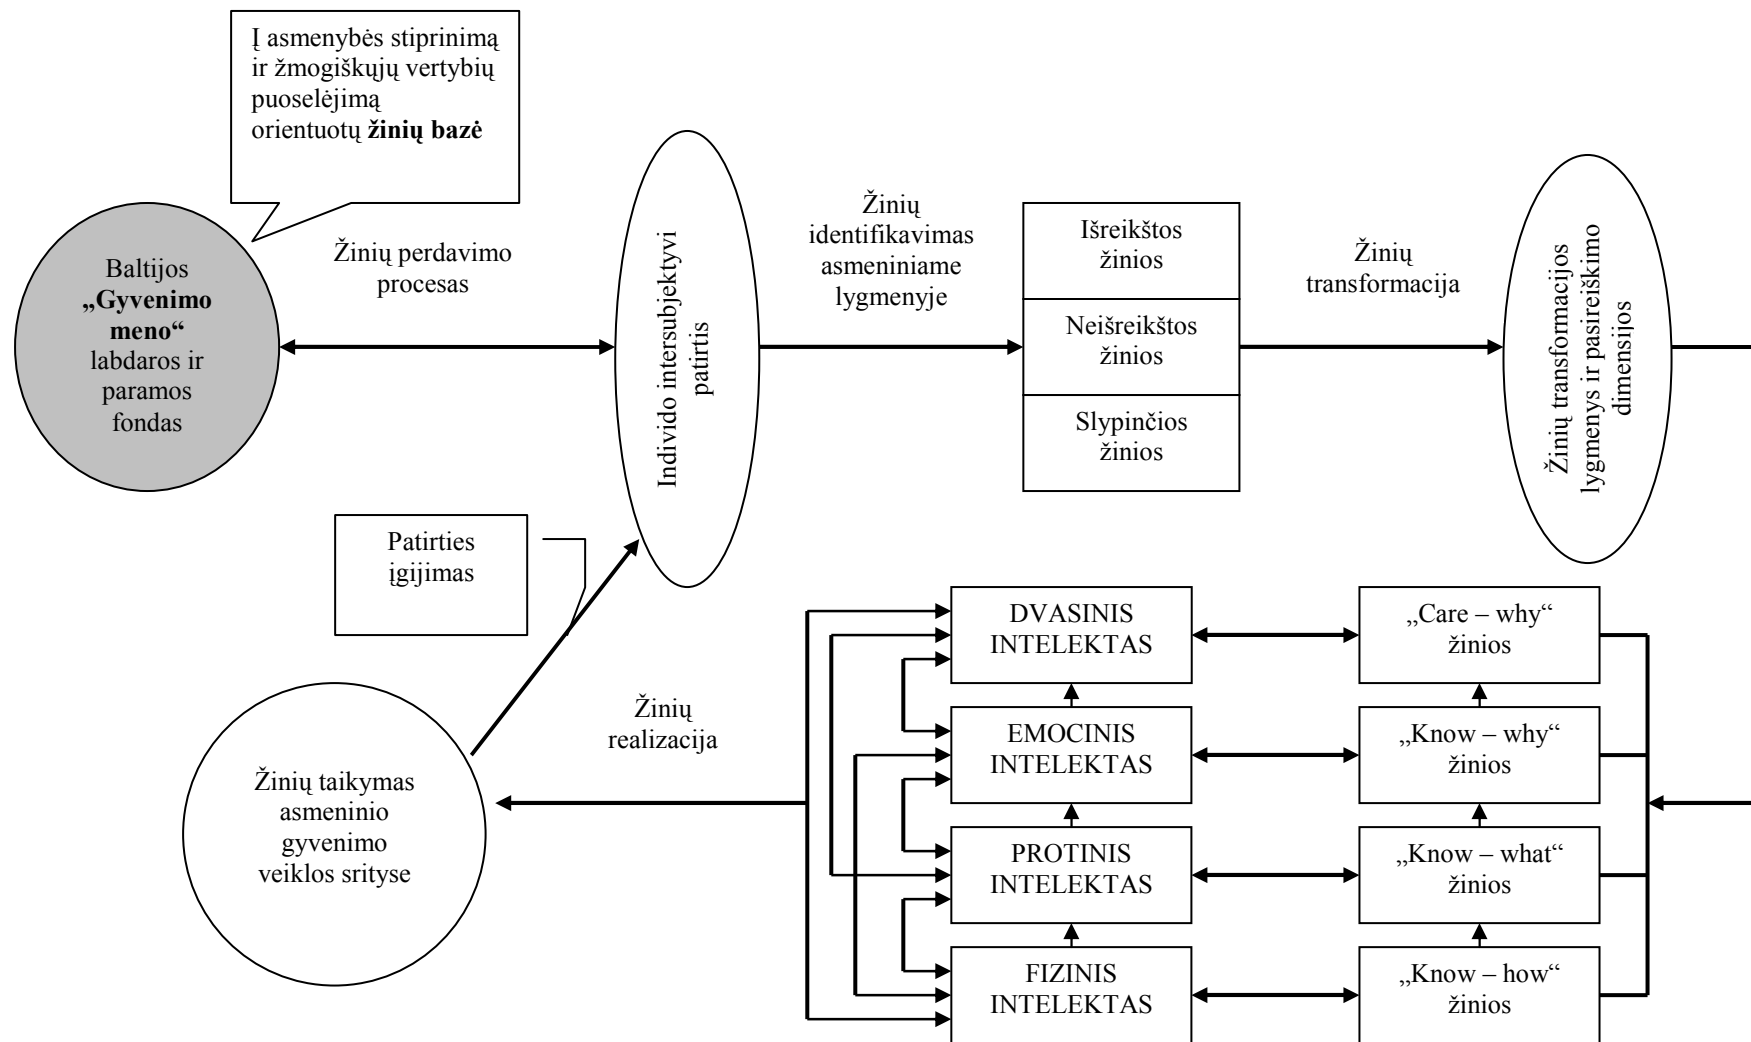 Į asmenybės stiprinimą
ir žmogiškųjų vertybių
puoselėjimą
orientuotų žinių bazė
Baltijos
„Gyvenimo
meno“
labdaros ir
paramos
fondas
Žinių perdavimo
procesas
Individo intersubjektyvi
patirtis
Žinių
identifikavimas
asmeniniame
lygmenyje
Išreikštos
žinios
Neišreikštos
žinios
Slypinčios
žinios
Žinių
transformacija
Žinių transformacijos
lygmenys ir pasireiškimo
dimensijos
Patirties
įgijimas
Žinių taikymas
asmeninio
gyvenimo
veiklos srityse
Žinių
realizacija
DVASINIS
INTELEKTAS
„Care – why“
žinios
EMOCINIS
INTELEKTAS
„Know – why“
žinios
PROTINIS
INTELEKTAS
„Know – what“
žinios
FIZINIS
INTELEKTAS
„Know – how“
žinios